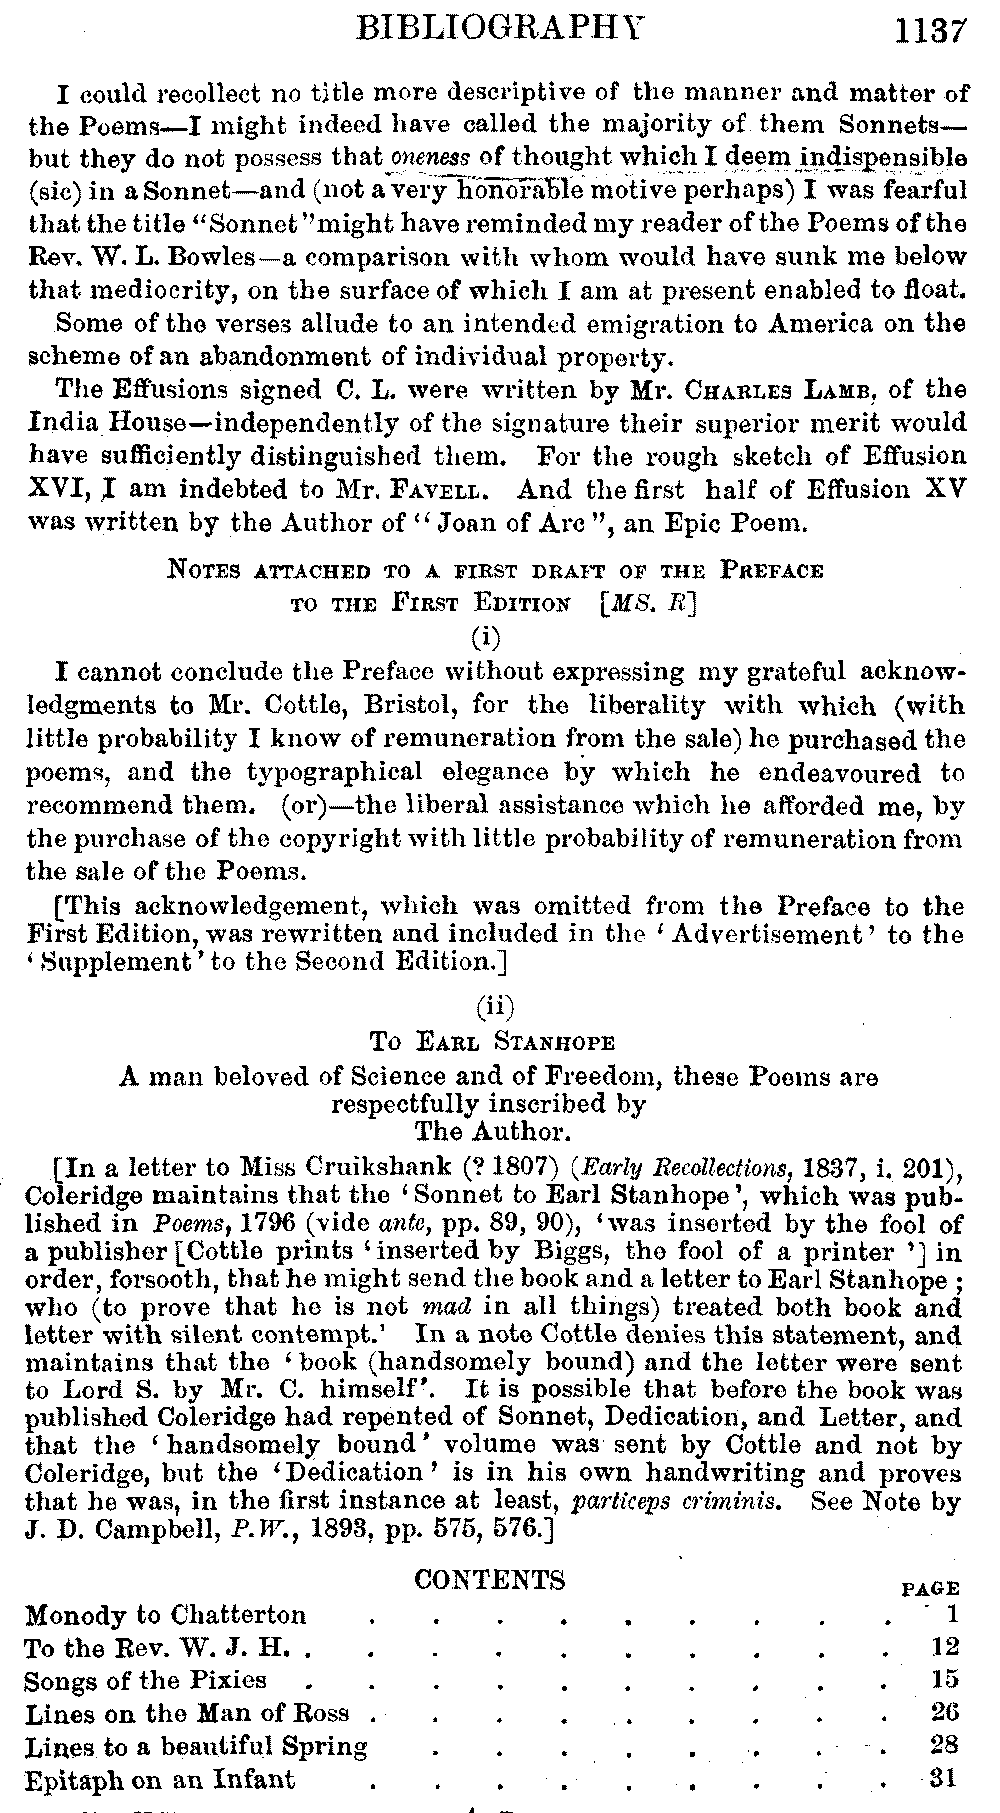 BIBLIOGRAPHY 1137
I could recollect no title more descriptive of the manner and matter of
the Poems—I might indeed have called the majority of them Sonnets—
but they do not possess that oneness of thought which I deem indispensible
(sic) in a Sonnet—and (not a very honorable motive perhaps) I was fearful
that the title "Sonnet" might have reminded my reader of the Poems of the
Rev. W. L. Bowles—a comparison with whom would have sunk me below
that mediocrity, on the surface of which I am at present enabled to float.
Some of the verses allude to an intended emigration to America on the
scheme of an abandonment of individual property.
The Effusions signed C. L. were written by Mr. CHARLES LAMB, of the
India House—independently of the signature their superior merit would
have sufficiently distinguished them. For the rough sketch of Effusion
XVI, I am indebted to Mr. FAVELL. And the first half of Effusion XV
was written by the Author of "Joan of Arc", an Epic Poem.
NOTES ATTACHED TO A FIRST DRAFT OF THE PREFACE
TO THE FIRST EDITION [MS. R]
(i)
I cannot conclude the Preface without expressing my grateful acknow-
ledgments to Mr. Cottle, Bristol, for the liberality with which (with
little probability I know of remuneration from the sale) he purchased the
poems, and the typographical elegance by which he endeavoured to
recommend them. (or)—the liberal assistance which he afforded me, by
the purchase of the copyright with little probability of remuneration from
the sale of the Poems.
[This acknowledgement, which was omitted from the Preface to the
First Edition, was rewritten and included in the 'Advertisement' to the
'Supplement' to the Second Edition.]
(ii)
TO EARL STANHOPE
A man beloved of Science and of Freedom, these Poems are
respectfully inscribed by
The Author.
[In a letter to Miss Cruikshank (? 1807) (Early Recollections, 1837, i. 201),
Coleridge maintains that the 'Sonnet to Earl Stanhope', which was pub-
lished in Poems, 1796 (vide ante, pp. 89, 90), 'was inserted by the fool of
a publisher [Cottle prints 'inserted by Biggs, the fool of a printer'] in
order, forsooth, that he might send the book and a letter to Earl Stanhope;
who (to prove that he is not mad in all things) treated both book and
letter with silent contempt.' In a note Cottle denies this statement, and
maintains that the 'book (handsomely bound) and the letter were sent
to Lord S. by Mr. C. himself'. It is possible that before the book was
published Coleridge had repented of Sonnet, Dedication, and Letter, and
that the 'handsomely bound' volume was sent by Cottle and not by
Coleridge, but the 'Dedication' is in his own handwriting and proves
that he was, in the first instance at least, particeps criminis. See Note by
J. D. Campbell, P.W., 1893, pp. 575, 576.]
CONTENTS
PAGE
Monody to Chatterton . . . . . . . . . 1
To the Rev. W. J. H. . . . . . . . . . . 12
Songs of the Pixies . . . . . . . . . . 15
Lines on the Man of Ross . . . . . . . . . 26
Lines to a beautiful Spring . . . . . . . . 28
Epitaph on an Infant . . . . . . . . . 31